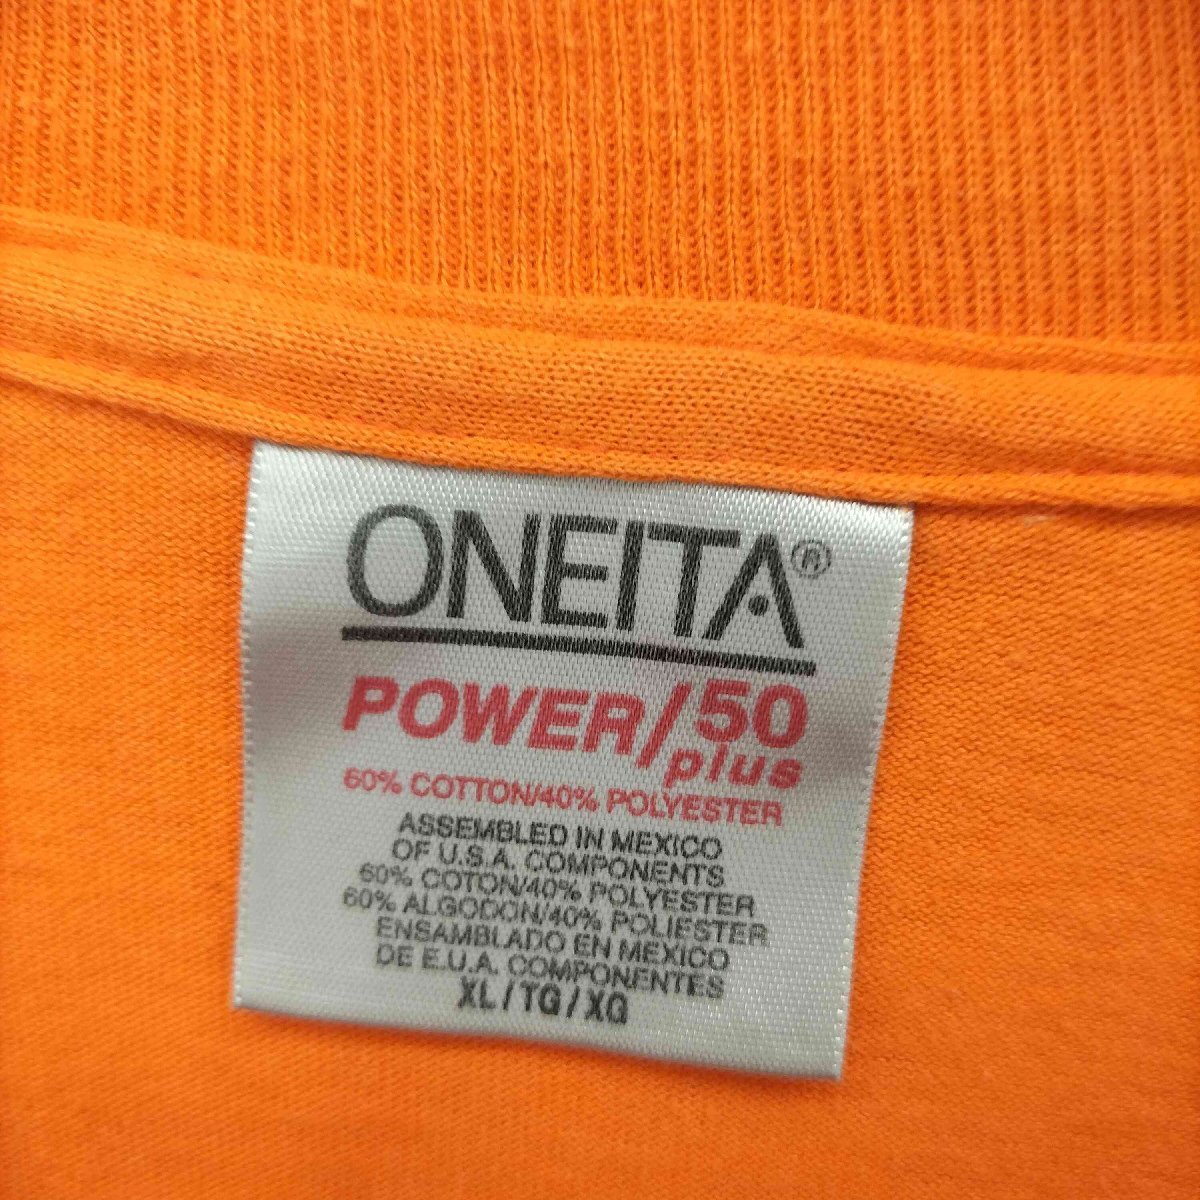 ONEITA®
POWER/50
plus
60% COTTON/40% POLYESTER
ASSEMBLED IN MEXICO
OF U.S.A. COMPONENTS
60% COTON/40% POLYESTER
60% ALGODON/40% POLIESTER
ENSAMBLADO EN MEXICO
DE E.U.A. COMPONENTES
XL/TG/XG